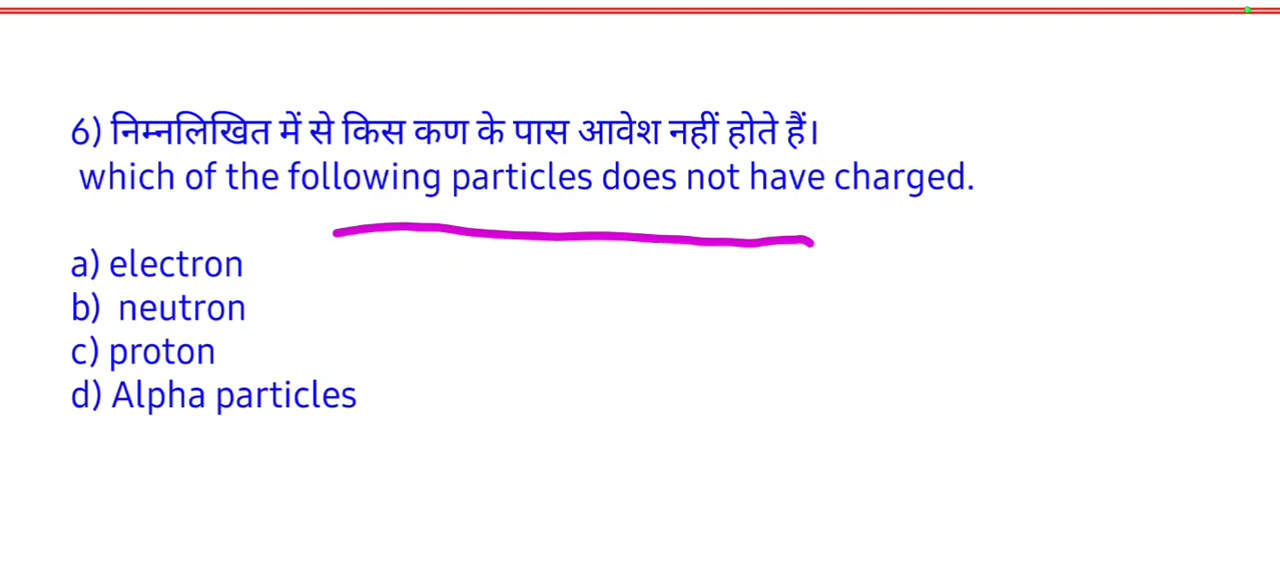 6) निम्नलिखित में से किस कण के पास आवेश नहीं होते हैं।
which of the following particles does not have charged.
a) electron
b) neutron
c) proton
d) Alpha particles